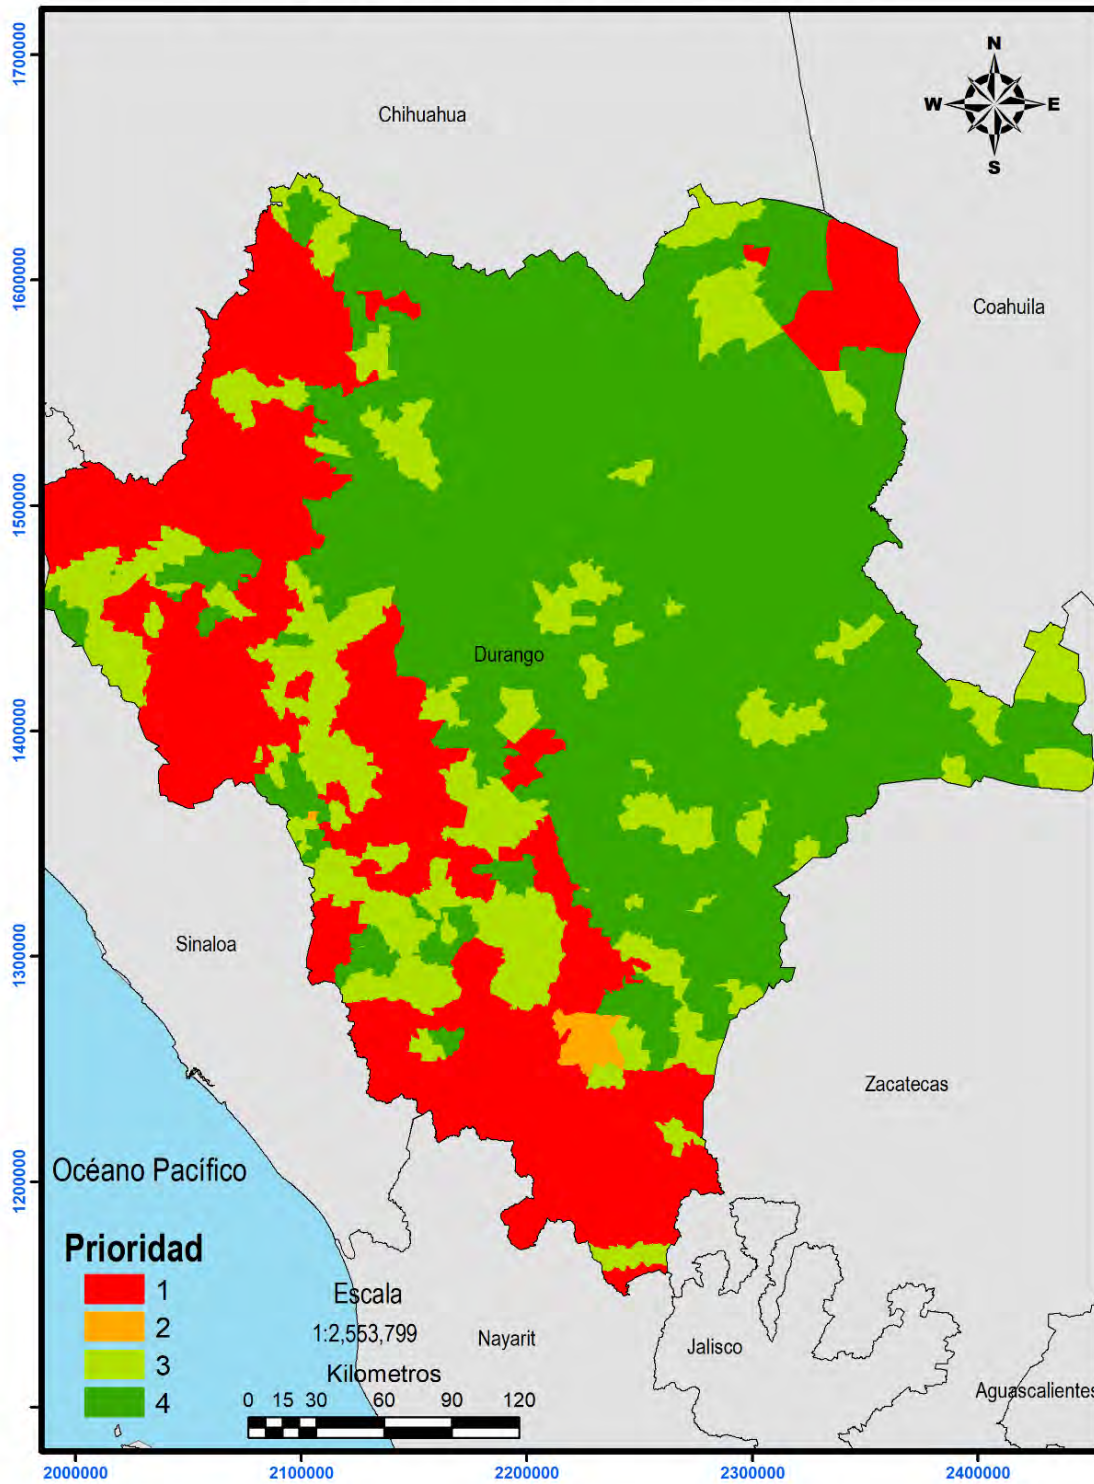 1700000
1600000
1500000
1400000
1300000
1200000
N
W E
S
Chihuahua
Coahuila
Durango
Sinaloa
Zacatecas
Océano Pacífico
Nayarit
Jalisco
Aguascalientes
Prioridad
1
2
3
4
Escala
1:2,553,799
Kilometros
0 15 30 60 90 120
2000000 2100000 2200000 2300000 2400000